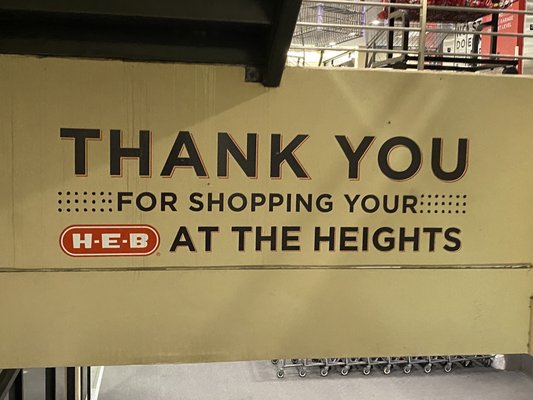 THANK YOU
FOR SHOPPING YOUR
H-E-B AT THE HEIGHTS